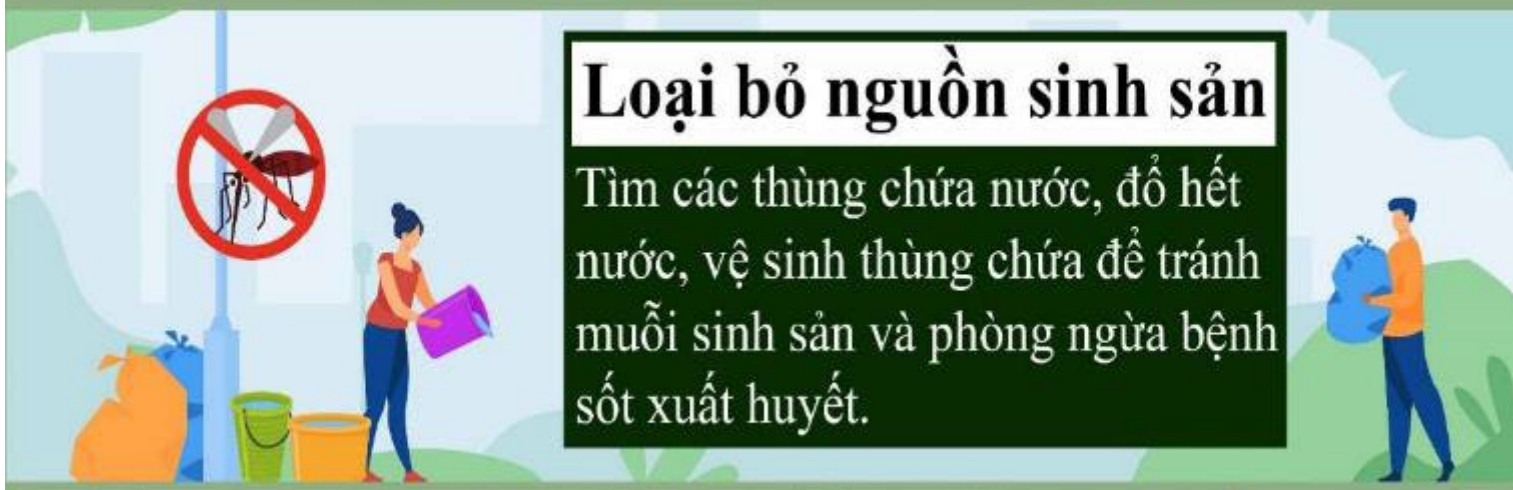 Loại bỏ nguồn sinh sản
Tìm các thùng chứa nước, đổ hết
nước, vệ sinh thùng chứa để tránh
muỗi sinh sản và phòng ngừa bệnh
sốt xuất huyết.